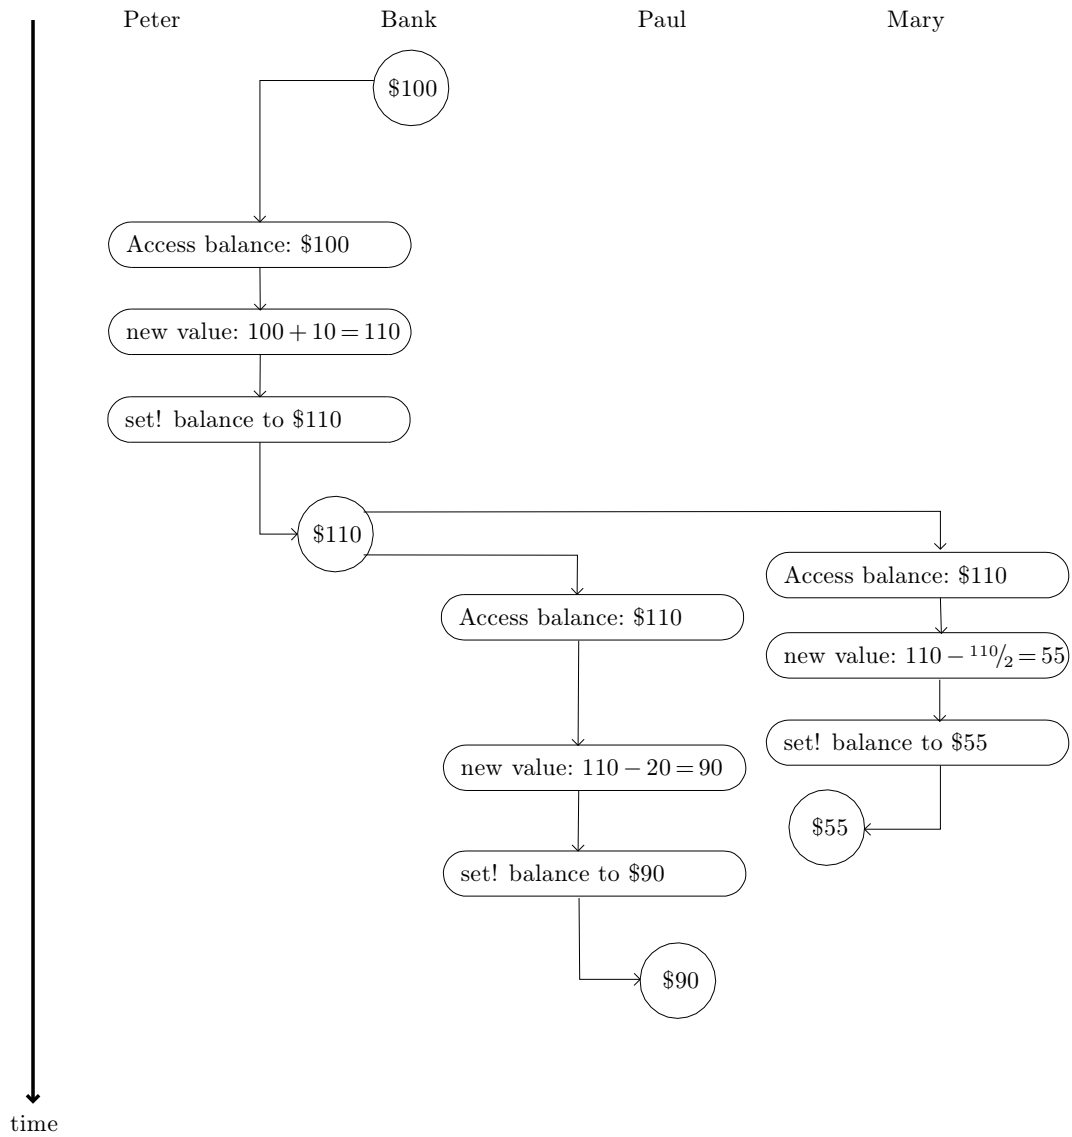 Peter Bank Paul Mary
$100
Access balance: $100
new value: 100 + 10 = 110
set! balance to $110
$110
Access balance: $110
Access balance: $110
new value: 110 − 110/2 = 55
set! balance to $55
new value: 110 − 20 = 90
$55
set! balance to $90
$90
time